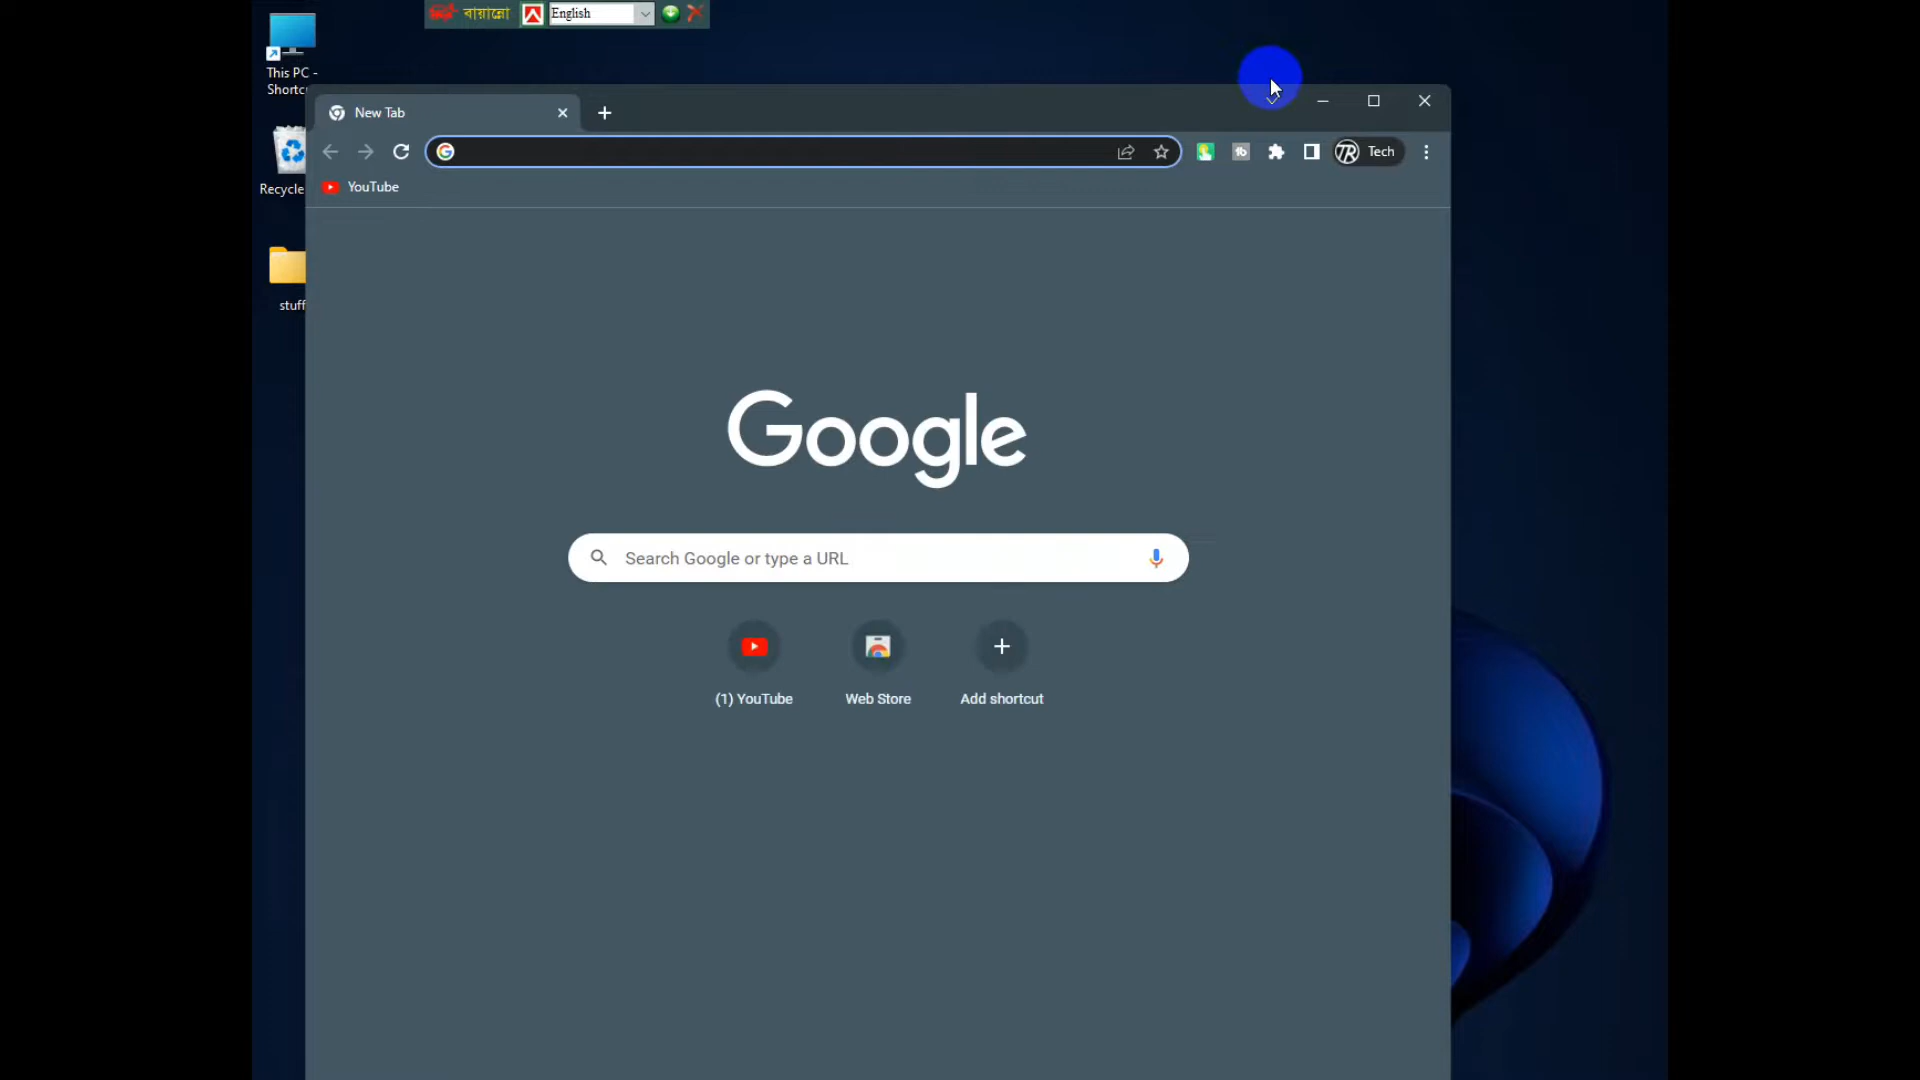 বায়ান্নো
English
This PC -
Shortc
New Tab
Tech
Recycle
YouTube
stuff
Google
Search Google or type a URL
(1) YouTube
Web Store
Add shortcut